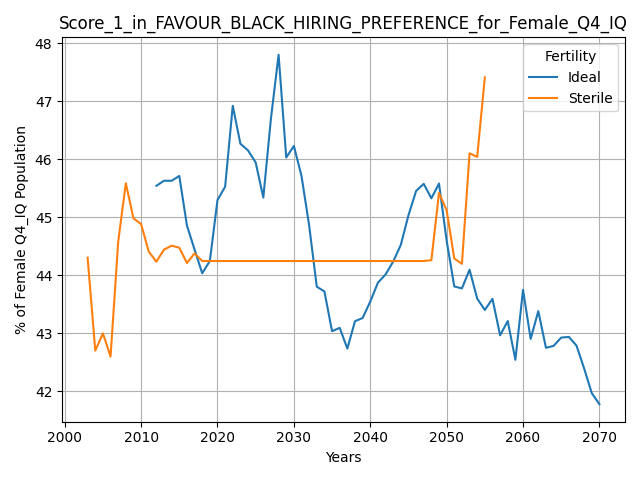 Score_1_in_FAVOUR_BLACK_HIRING_PREFERENCE_for_Female_Q4_IQ
Fertility
Ideal
Sterile
% of Female Q4_IQ Population
48
47
46
45
44
43
42
2000
2010
2020
2030
2040
2050
2060
2070
Years